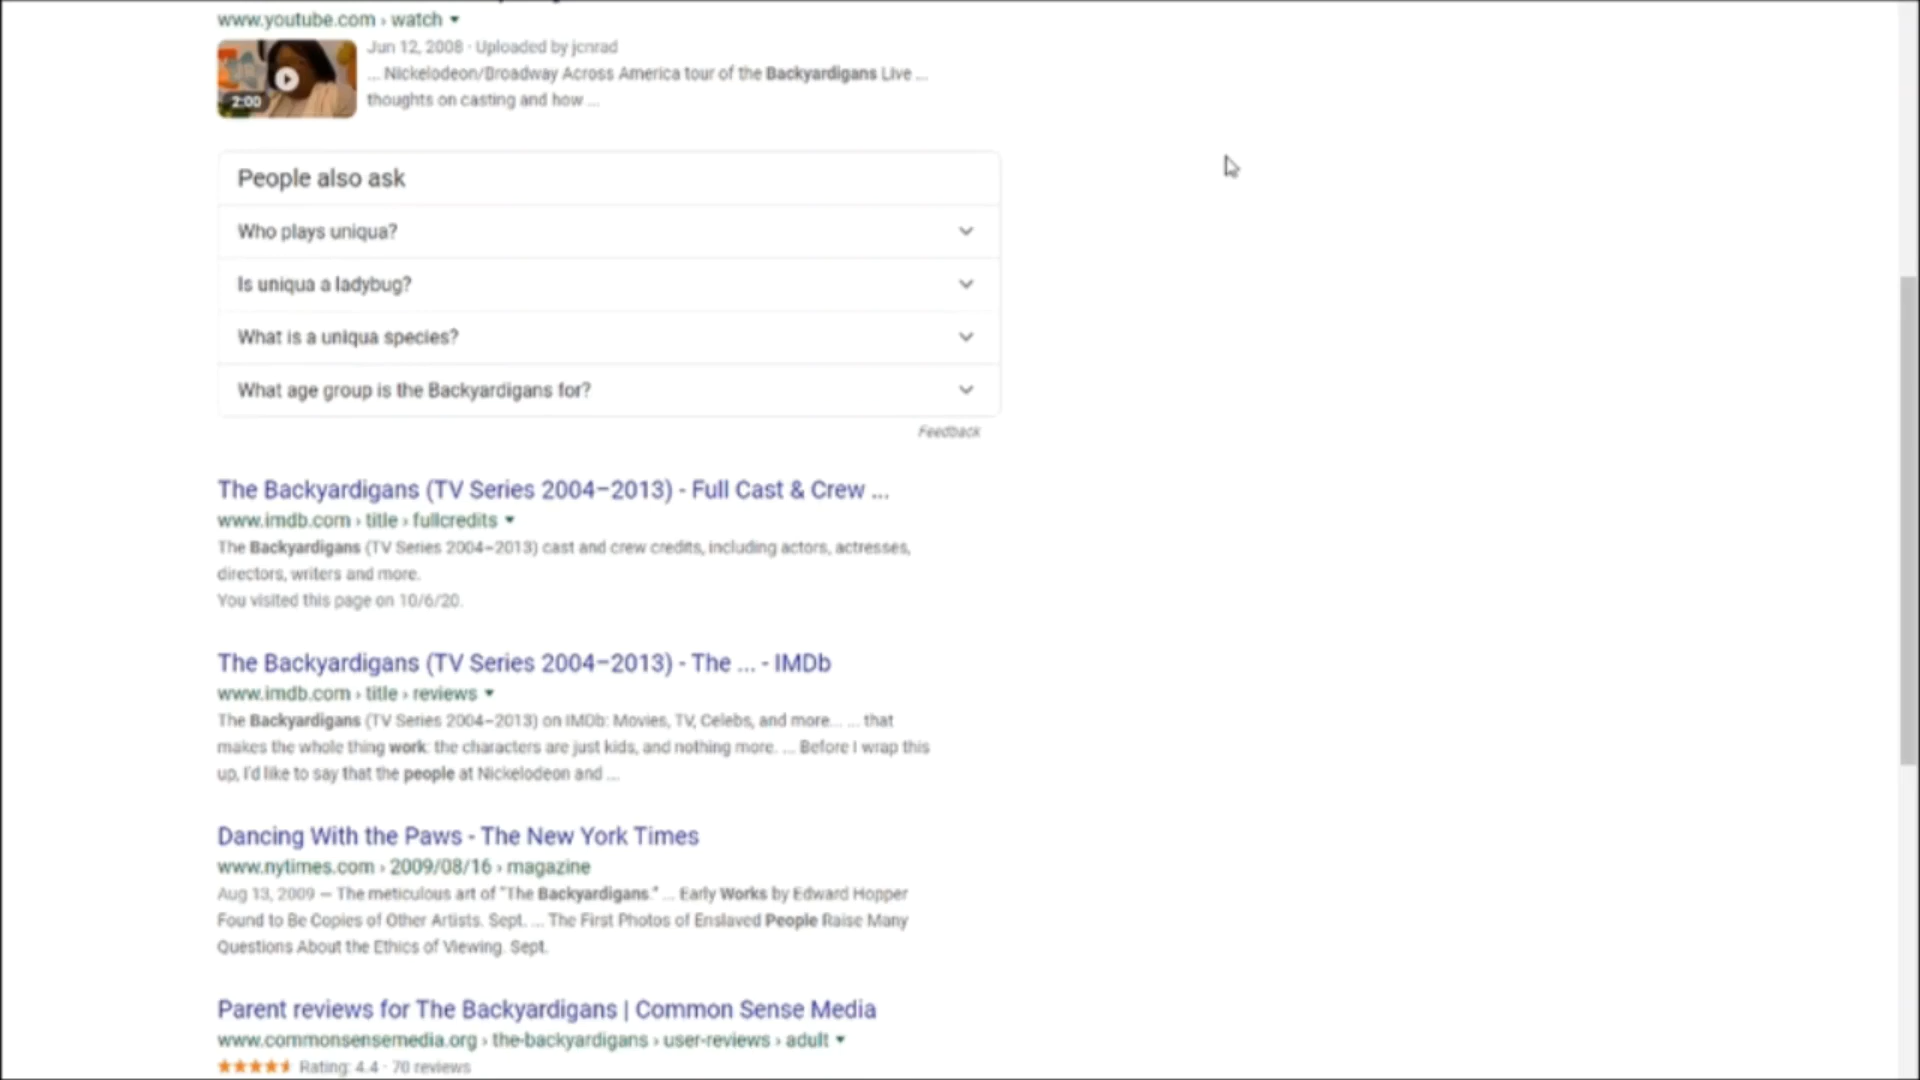 www.youtube.com › watch
Jun 12, 2008 · Uploaded by jcnrad
... Nickelodeon/Broadway Across America tour of the Backyardigans Live ...
thoughts on casting and how ...
2:00
People also ask
Who plays uniqua?
Is uniqua a ladybug?
What is a uniqua species?
What age group is the Backyardigans for?
Feedback
The Backyardigans (TV Series 2004–2013) - Full Cast & Crew ...
www.imdb.com › title › fullcredits
The Backyardigans (TV Series 2004–2013) cast and crew credits, including actors, actresses,
directors, writers and more.
You visited this page on 10/6/20.
The Backyardigans (TV Series 2004–2013) - The ... - IMDb
www.imdb.com › title › reviews
The Backyardigans (TV Series 2004–2013) on IMDb: Movies, TV, Celebs, and more... ... that
makes the whole thing work: the characters are just kids, and nothing more. ... Before I wrap this
up, I'd like to say that the people at Nickelodeon and ...
Dancing With the Paws - The New York Times
www.nytimes.com › 2009/08/16 › magazine
Aug 13, 2009 — The meticulous art of "The Backyardigans." ... Early Works by Edward Hopper
Found to Be Copies of Other Artists. Sept. ... The First Photos of Enslaved People Raise Many
Questions About the Ethics of Viewing. Sept.
Parent reviews for The Backyardigans | Common Sense Media
www.commonsensemedia.org › the-backyardigans › user-reviews › adult
Rating: 4.4 · 70 reviews